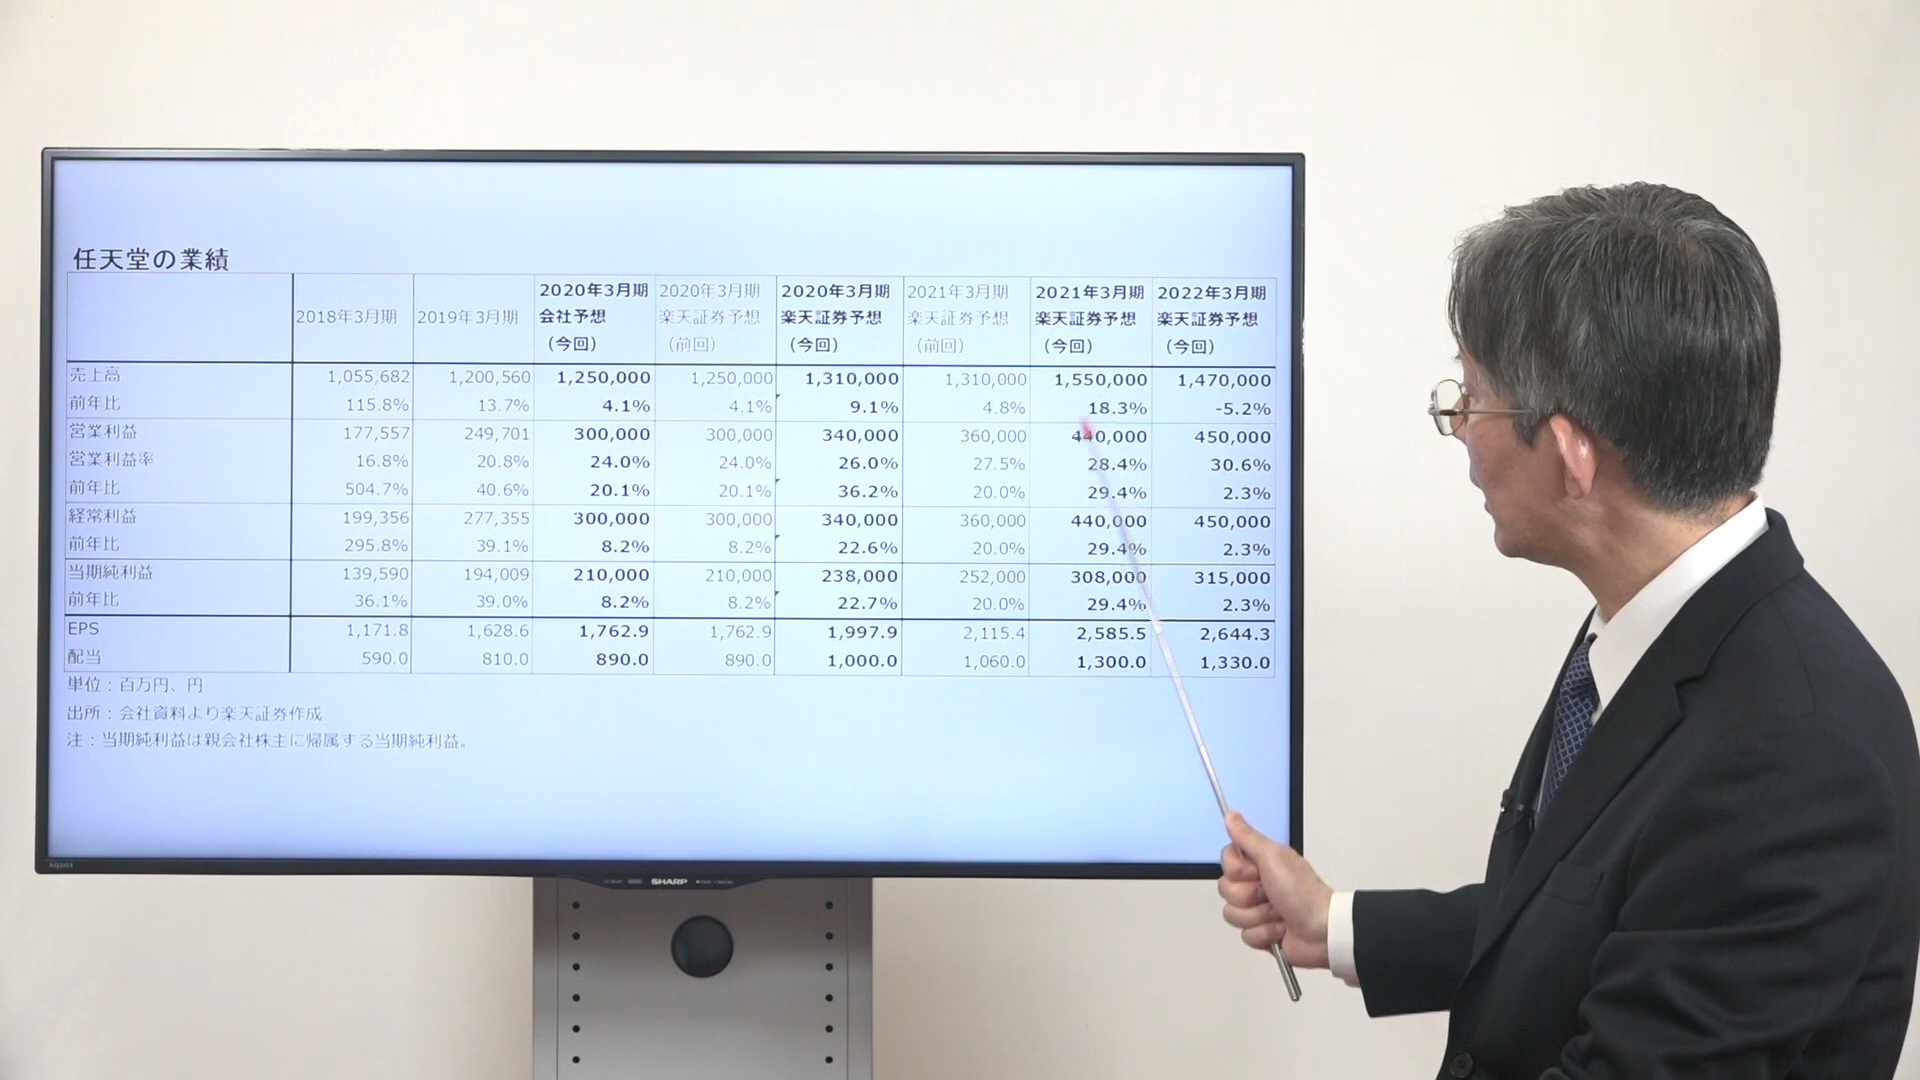 任天堂の業績
2018年3月期 2019年3月期 2020年3月期 会社予想 (今回) 2020年3月期 楽天証券予想 (前回) 2020年3月期 楽天証券予想 (今回) 2021年3月期 楽天証券予想 (前回) 2021年3月期 楽天証券予想 (今回) 2022年3月期 楽天証券予想 (今回)
売上高 1,055,682 1,200,560 1,250,000 1,250,000 1,310,000 1,310,000 1,550,000 1,470,000
前年比 115.8% 13.7% 4.1% 4.1% 9.1% 4.8% 18.3% -5.2%
営業利益 177,557 249,701 300,000 300,000 340,000 360,000 440,000 450,000
営業利益率 16.8% 20.8% 24.0% 24.0% 26.0% 27.5% 28.4% 30.6%
前年比 504.7% 40.6% 20.1% 20.1% 36.2% 20.0% 29.4% 2.3%
経常利益 199,356 277,355 300,000 300,000 340,000 360,000 440,000 450,000
前年比 295.8% 39.1% 8.2% 8.2% 22.6% 20.0% 29.4% 2.3%
当期純利益 139,590 194,009 210,000 210,000 238,000 252,000 308,000 315,000
前年比 36.1% 39.0% 8.2% 8.2% 22.7% 20.0% 29.4% 2.3%
EPS 1,171.8 1,628.6 1,762.9 1,762.9 1,997.9 2,115.4 2,585.5 2,644.3
配当 590.0 810.0 890.0 890.0 1,000.0 1,060.0 1,300.0 1,330.0
単位：百万円、円
出所：会社資料より楽天証券作成
注：当期純利益は親会社株主に帰属する当期純利益。
AQUOS
SHARP